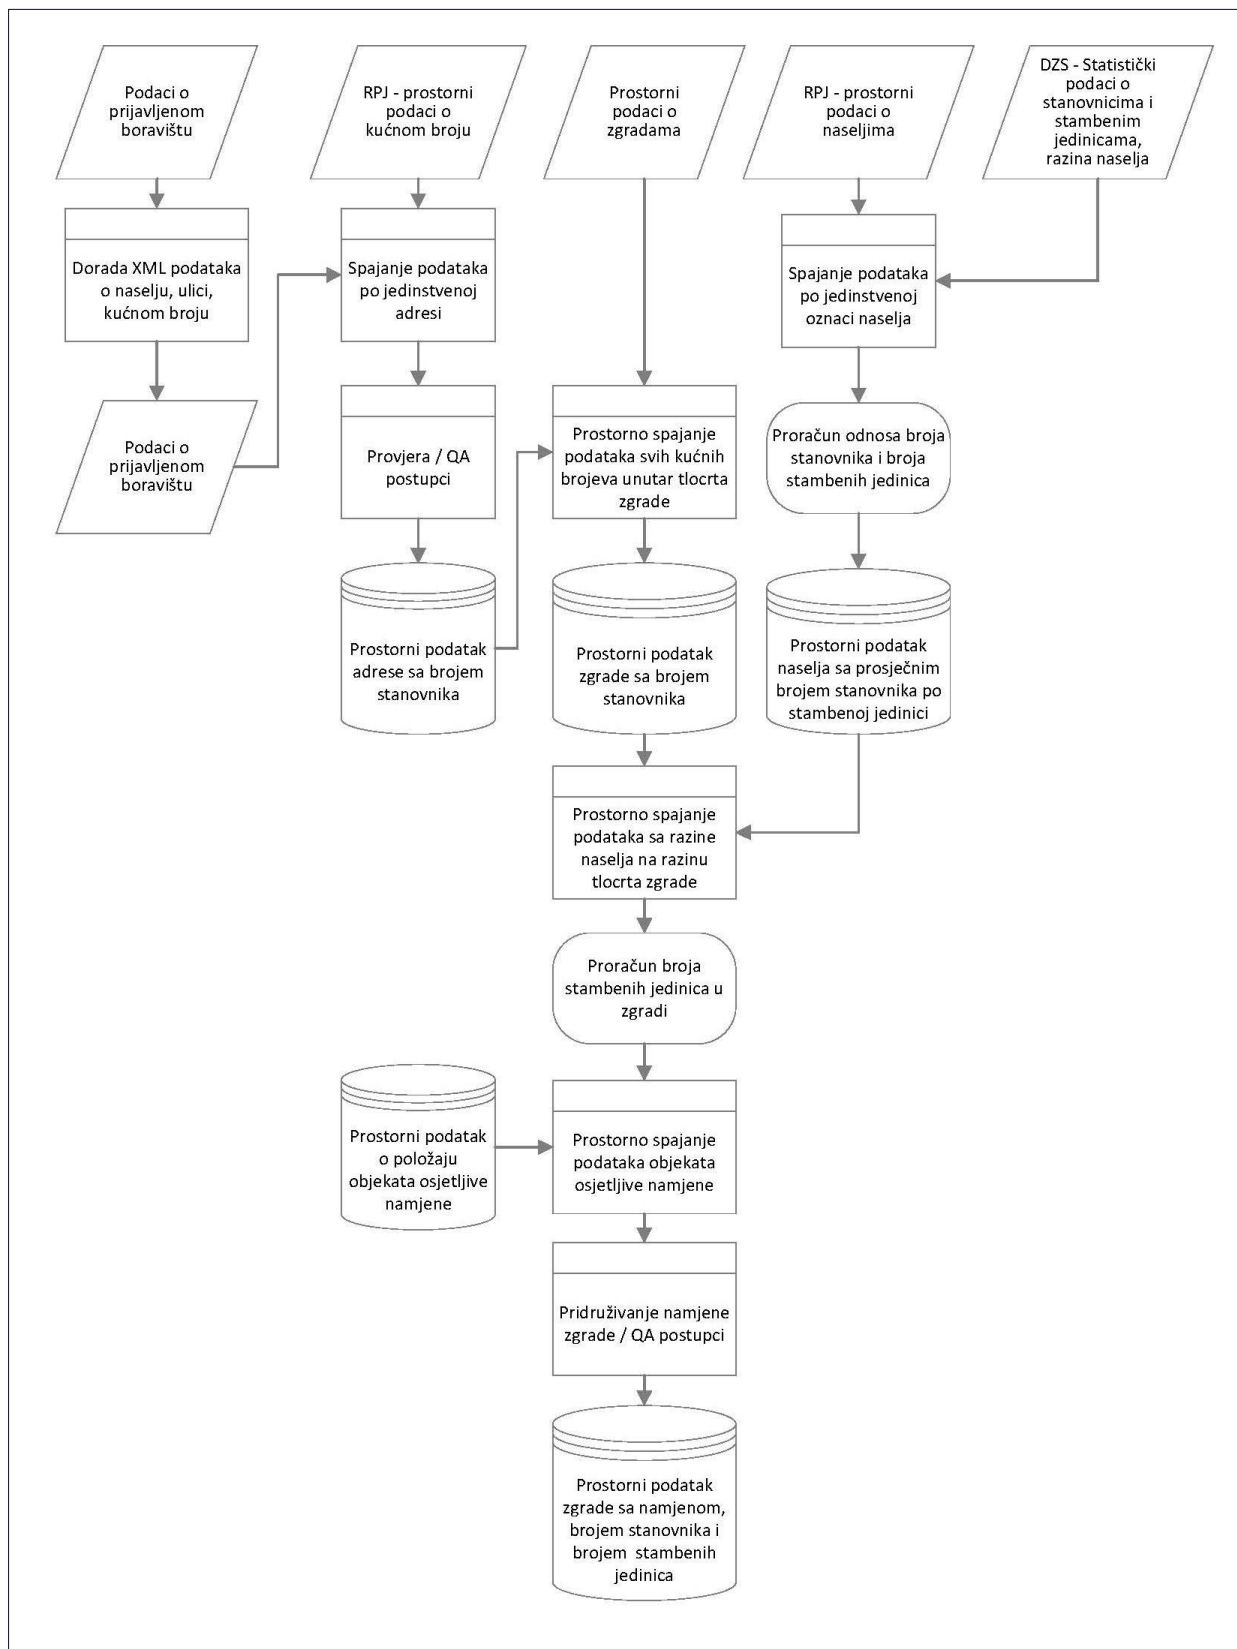 Podaci o
prijavljenom
boravištu
RPJ - prostorni
podaci o
kućnom broju
Prostorni
podaci o
zgradama
RPJ - prostorni
podaci o
naseljima
DZS - Statistički
podaci o
stanovnicima i
stambenim
jedinicama,
razina naselja
Dorada XML podataka
o naselju, ulici,
kućnom broju
Spajanje podataka
po jedinstvenoj
adresi
Spajanje podataka
po jedinstvenoj
oznaci naselja
Podaci o
prijavljenom
boravištu
Provjera / QA
postupci
Prostorno spajanje
podataka svih kućnih
brojeva unutar tlocrta
zgrade
Proračun odnosa broja
stanovnika i broja
stambenih jedinica
Prostorni podatak
adrese sa brojem
stanovnika
Prostorni podatak
zgrade sa brojem
stanovnika
Prostorni podatak
naselja sa prosječnim
brojem stanovnika po
stambenoj jedinici
Prostorno spajanje
podataka sa razine
naselja na razinu
tlocrta zgrade
Proračun broja
stambenih jedinica u
zgradi
Prostorni podatak
o položaju
objekata osjetljive
namjene
Prostorno spajanje
podataka objekata
osjetljive namjene
Pridruživanje namjene
zgrade / QA postupci
Prostorni podatak
zgrade sa namjenom,
brojem stanovnika i
brojem stambenih
jedinica